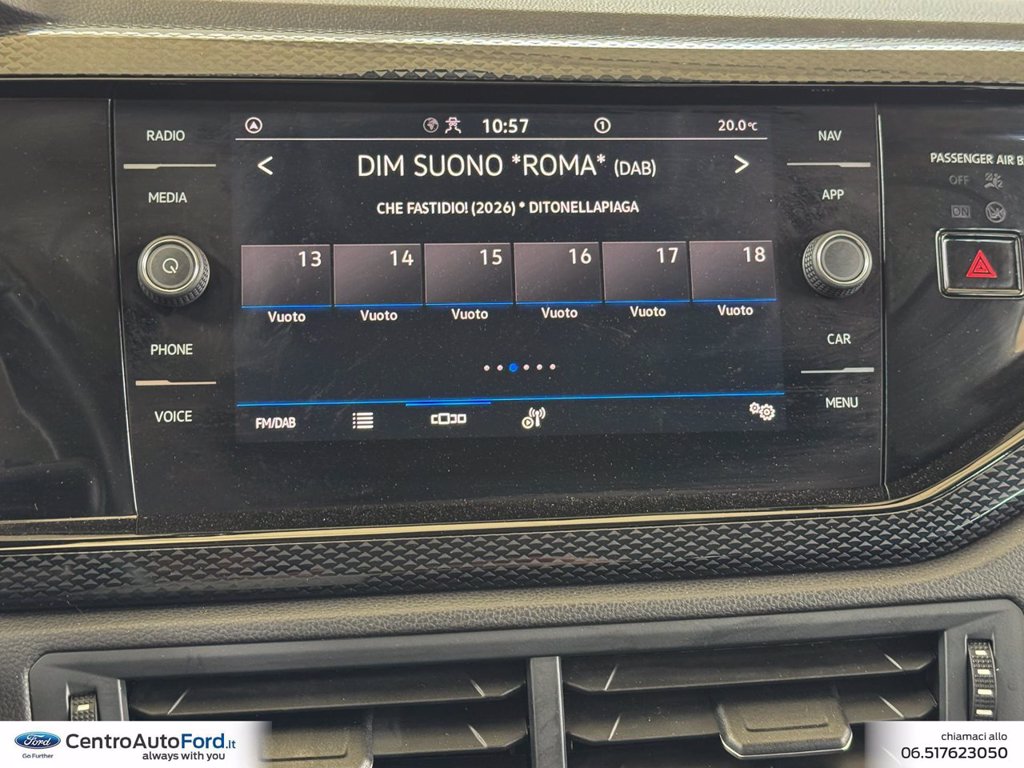 RADIO
MEDIA
PHONE
VOICE
10:57
1
20.0°C
DIM SUONO *ROMA* (DAB)
CHE FASTIDIO! (2026) * DITONELLAPIAGA
13 14 15 16 17 18
Vuoto Vuoto Vuoto Vuoto Vuoto Vuoto
FM/DAB
NAV
APP
CAR
MENU
PASSENGER AIR
OFF
ON
Ford
Go Further
CentroAutoFord.it
always with you
chiamaci allo
06.517623050